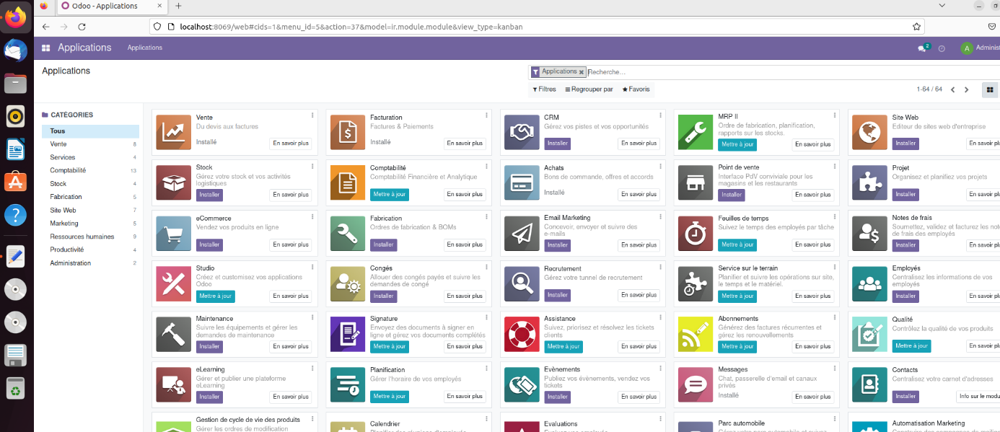 Odoo - Applications
localhost:8069/web#cids=1&menu_id=5&action=37&model=ir.module.module&view_type=kanban
Applications
Applications
2
A
Administ
Applications
Applications
Recherche...
Filtres
Regrouper par
Favoris
1-64 / 64
CATÉGORIES
Tous
Vente 8
Services 4
Comptabilité 13
Stock 4
Fabrication 5
Site Web 7
Marketing 5
Ressources humaines 9
Productivité 4
Administration 2
Vente
Du devis aux factures
Installé
En savoir plus
Facturation
Factures & Paiements
Installé
En savoir plus
CRM
Gérez vos pistes et vos opportunités
Installer
En savoir plus
MRP II
Ordre de fabrication, planification,
rapports sur les stocks.
Mettre à jour
En savoir plus
Site Web
Editeur de sites web d'entreprise
Installer
En savoir plu
Stock
Gérez votre stock et vos activités
logistiques
Installer
En savoir plus
Comptabilité
Comptabilité Financière et Analytique
Mettre à jour
En savoir plus
Achats
Bons de commande, offres et accords
Installé
En savoir plus
Point de vente
Interface PdV conviviale pour les
magasins et les restaurants
Installer
En savoir plus
Projet
Organisez et planifiez vos projets
Installer
En savoir plu
eCommerce
Vendez vos produits en ligne
Installer
En savoir plus
Fabrication
Ordres de fabrication & BOMs
Installer
En savoir plus
Email Marketing
Concevoir, envoyer et suivre des
e-mails
Installer
En savoir plus
Feuilles de temps
Suivez le temps des employés par tâche
Mettre à jour
En savoir plus
Notes de frais
Soumettez, validez et facturez les note
de frais des employés
Installer
En savoir plu
Studio
Créez et customisez vos applications
Odoo
Mettre à jour
En savoir plus
Congés
Allouer des congés payés et suivre les
demandes de congé
Installer
En savoir plus
Recrutement
Gérez votre tunnel de recrutement
Installer
En savoir plus
Service sur le terrain
Planifier et suivre les opérations sur site,
le temps et le matériel.
Mettre à jour
En savoir plus
Employés
Centralisez les informations de vos
employés
Installer
En savoir plu
Maintenance
Suivre les équipements et gérer les
demandes de maintenance
Installer
En savoir plus
Signature
Envoyez des documents à signer en
ligne et gérez vos documents complétés
Mettre à jour
En savoir plus
Assistance
Suivez, priorisez et résolvez les tickets
clients
Mettre à jour
En savoir plus
Abonnements
Générez des factures récurrentes et
gérez les renouvellements
Mettre à jour
En savoir plus
Qualité
Contrôlez la qualité de vos produits
Mettre à jour
En savoir plu
eLearning
Gérer et publier une plateforme
eLearning
Installer
En savoir plus
Planification
Gérer l'horaire de vos employés
Mettre à jour
En savoir plus
Evènements
Publiez vos évènements, vendez vos
tickets
Installer
En savoir plus
Messages
Chat, passerelle d'email et canaux
privés
Installé
En savoir plus
Contacts
Centralisez votre carnet d'adresses
Installer
Info sur le modu
Gestion de cycle de vie des produits
Gérer les ordres de modification
Calendrier
Evaluations
Parc automobile
Automatisation Marketing